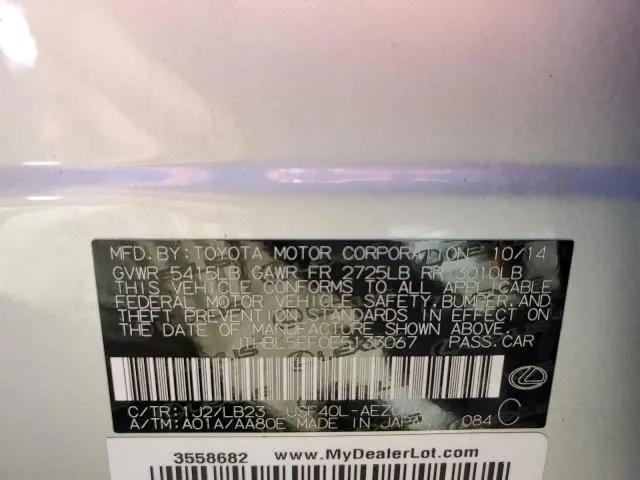 MFD. BY: TOYOTA MOTOR CORPORATION 10/14
GVWR 5415LB GAWR FR 2725LB RR 3010LB
THIS VEHICLE CONFORMS TO ALL APPLICABLE
FEDERAL MOTOR VEHICLE SAFETY, BUMPER, AND
THEFT PREVENTION STANDARDS IN EFFECT ON
THE DATE OF MANUFACTURE SHOWN ABOVE.
PASS. CAR
C/TR: 1J2/LB23 USF40L-
A/TM: A01A/AA80E MADE IN JAPAN 084 C
3558682 www.MyDealerLot.com